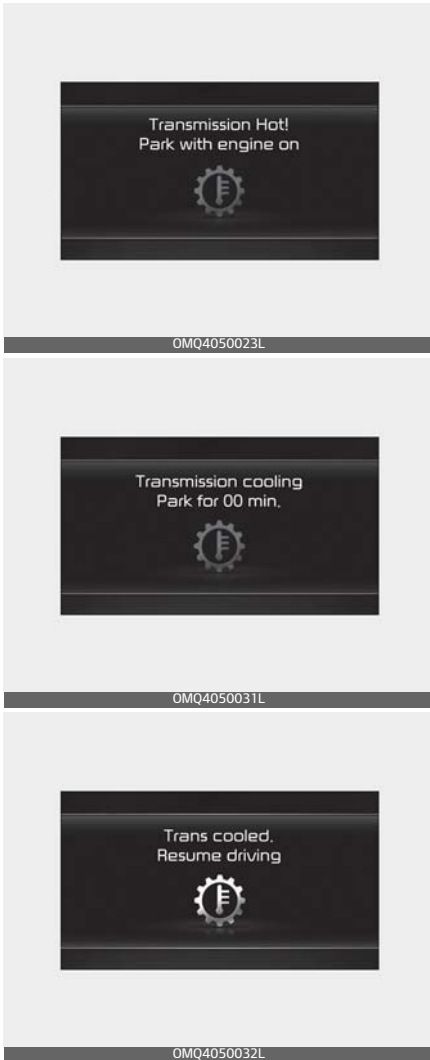 Transmission Hot!
Park with engine on
OMQ4050023L
Transmission cooling
Park for 00 min.
OMQ4050031L
Trans cooled.
Resume driving
OMQ4050032L